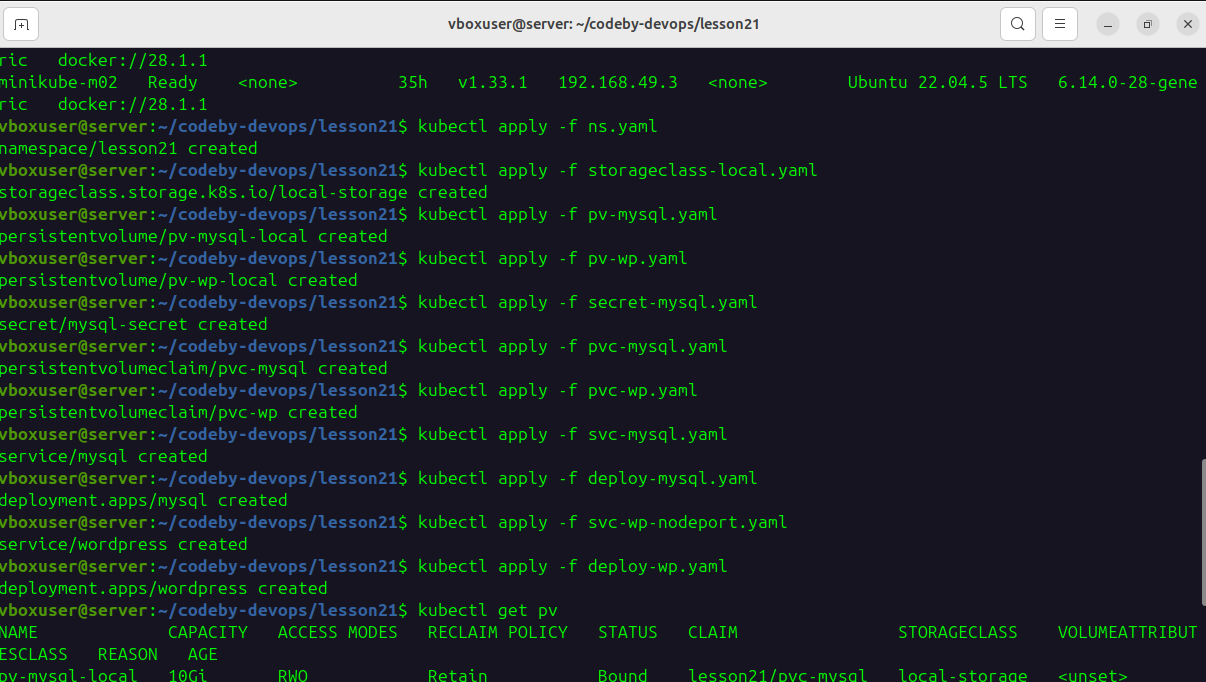 vboxuser@server: ~/codeby-devops/lesson21
ric   docker://28.1.1
minikube-m02   Ready    <none>          35h   v1.33.1   192.168.49.3   <none>        Ubuntu 22.04.5 LTS   6.14.0-28-gene
ric   docker://28.1.1
vboxuser@server:~/codeby-devops/lesson21$ kubectl apply -f ns.yaml
namespace/lesson21 created
vboxuser@server:~/codeby-devops/lesson21$ kubectl apply -f storageclass-local.yaml
storageclass.storage.k8s.io/local-storage created
vboxuser@server:~/codeby-devops/lesson21$ kubectl apply -f pv-mysql.yaml
persistentvolume/pv-mysql-local created
vboxuser@server:~/codeby-devops/lesson21$ kubectl apply -f pv-wp.yaml
persistentvolume/pv-wp-local created
vboxuser@server:~/codeby-devops/lesson21$ kubectl apply -f secret-mysql.yaml
secret/mysql-secret created
vboxuser@server:~/codeby-devops/lesson21$ kubectl apply -f pvc-mysql.yaml
persistentvolumeclaim/pvc-mysql created
vboxuser@server:~/codeby-devops/lesson21$ kubectl apply -f pvc-wp.yaml
persistentvolumeclaim/pvc-wp created
vboxuser@server:~/codeby-devops/lesson21$ kubectl apply -f svc-mysql.yaml
service/mysql created
vboxuser@server:~/codeby-devops/lesson21$ kubectl apply -f deploy-mysql.yaml
deployment.apps/mysql created
vboxuser@server:~/codeby-devops/lesson21$ kubectl apply -f svc-wp-nodeport.yaml
service/wordpress created
vboxuser@server:~/codeby-devops/lesson21$ kubectl apply -f deploy-wp.yaml
deployment.apps/wordpress created
vboxuser@server:~/codeby-devops/lesson21$ kubectl get pv
NAME             CAPACITY   ACCESS MODES   RECLAIM POLICY   STATUS   CLAIM                STORAGECLASS    VOLUMEATTRIBUT
ESCLASS   REASON   AGE
pv-mysql-local   10Gi       RWO            Retain           Bound    lesson21/pvc-mysql   local-storage   <unset>